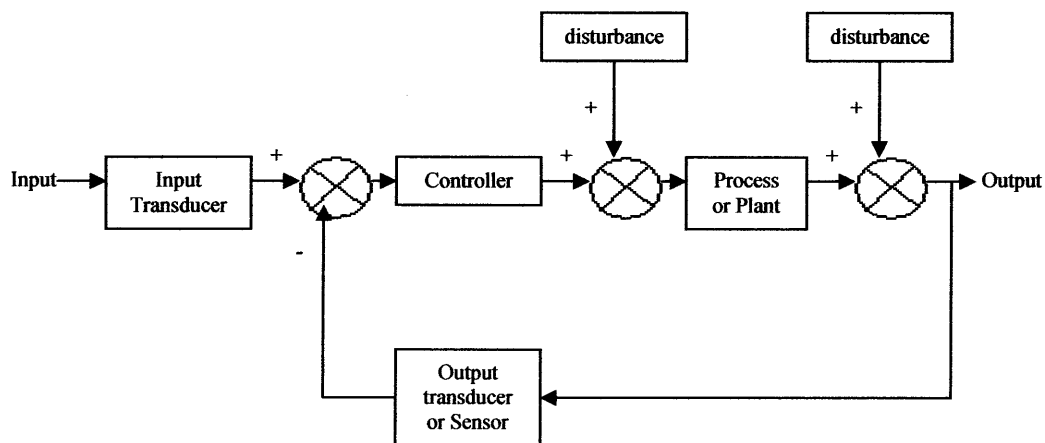 disturbance
disturbance
+
+
Input
Input
Transducer
+
Controller
+
Process
or Plant
+
Output
-
Output
transducer
or Sensor